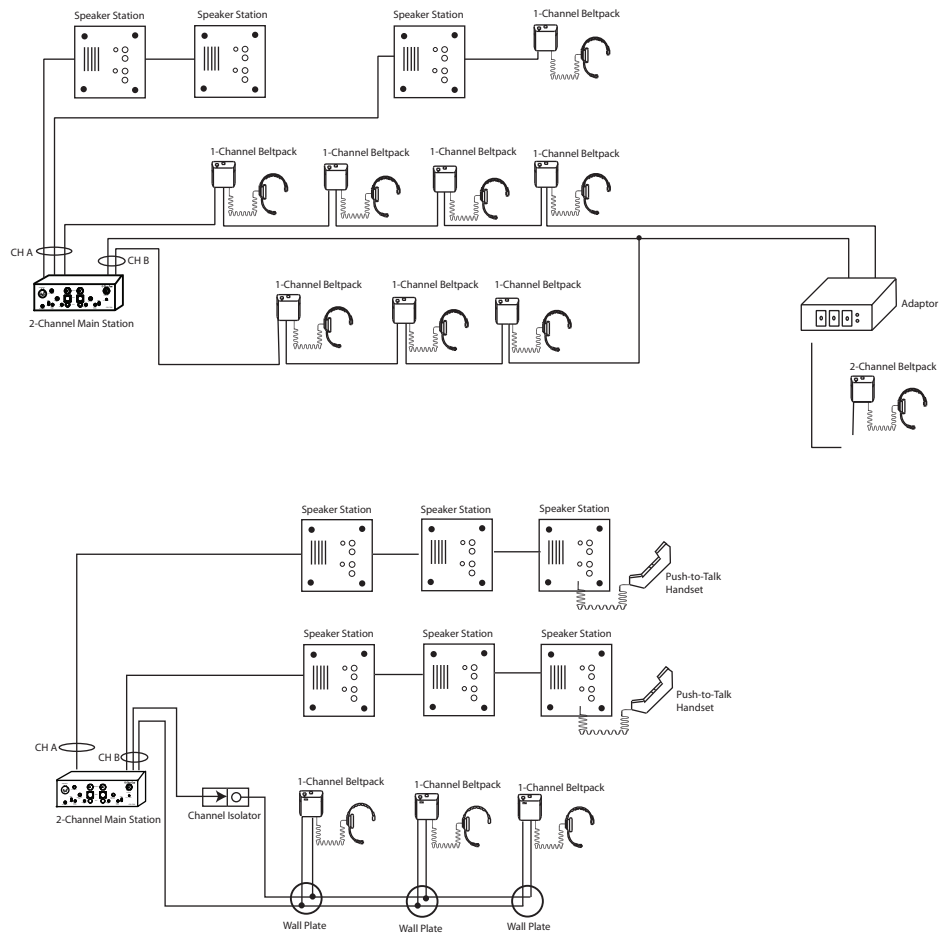 Speaker Station
Speaker Station
Speaker Station
1-Channel Beltpack
1-Channel Beltpack
1-Channel Beltpack
1-Channel Beltpack
1-Channel Beltpack
CH A
CH B
2-Channel Main Station
1-Channel Beltpack
1-Channel Beltpack
1-Channel Beltpack
Adaptor
2-Channel Beltpack
Speaker Station
Speaker Station
Speaker Station
Push-to-Talk
Handset
Speaker Station
Speaker Station
Speaker Station
Push-to-Talk
Handset
CH A
CH B
2-Channel Main Station
Channel Isolator
1-Channel Beltpack
1-Channel Beltpack
1-Channel Beltpack
Wall Plate
Wall Plate
Wall Plate